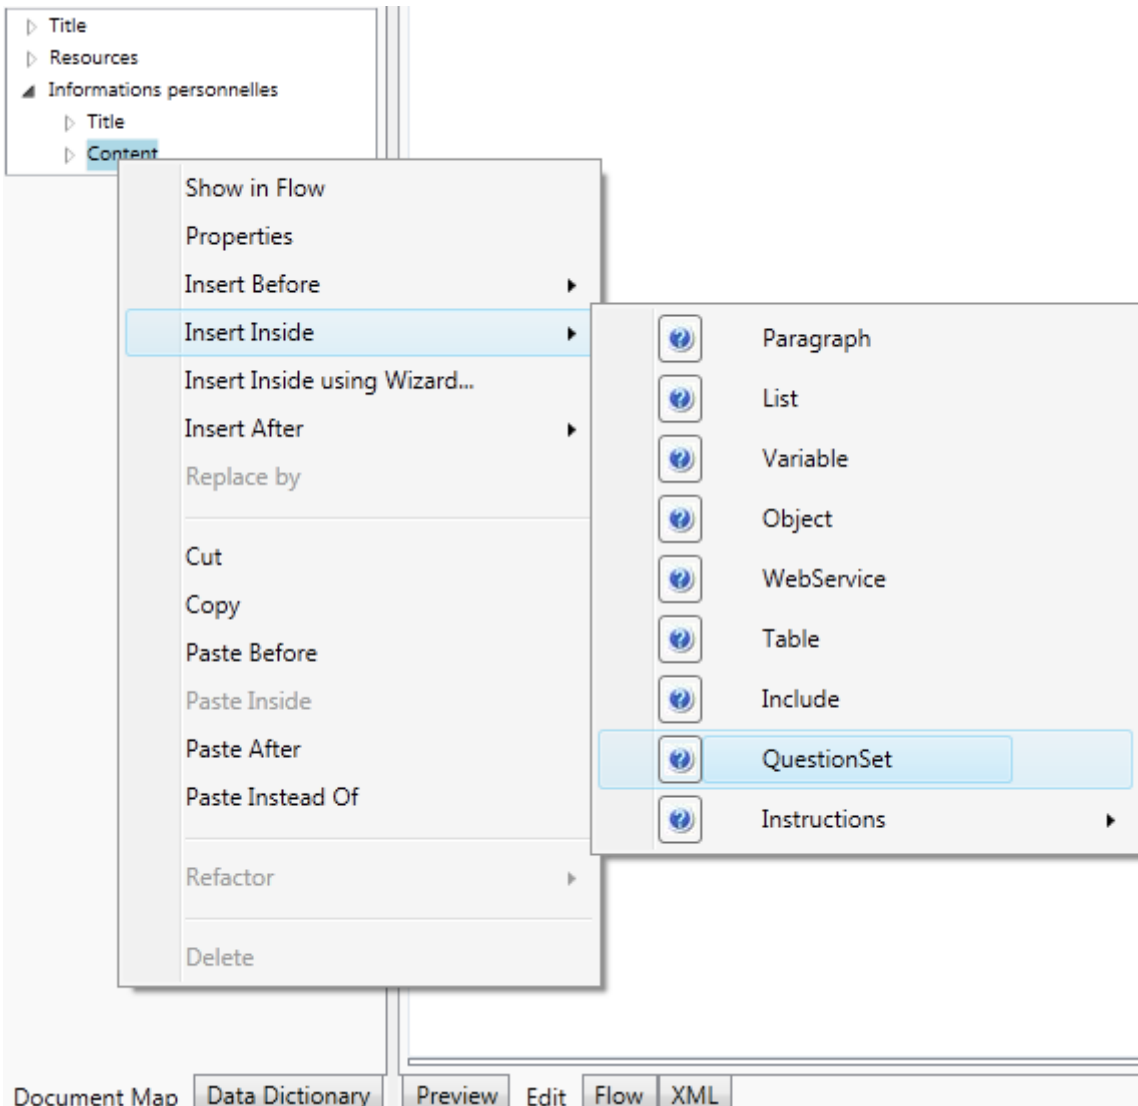 Title
Resources
Informations personnelles
Title
Content
Show in Flow
Properties
Insert Before
Insert Inside
Insert Inside using Wizard...
Insert After
Replace by
Cut
Copy
Paste Before
Paste Inside
Paste After
Paste Instead Of
Refactor
Delete
Paragraph
List
Variable
Object
WebService
Table
Include
QuestionSet
Instructions
Document Map Data Dictionary Preview Edit Flow XML